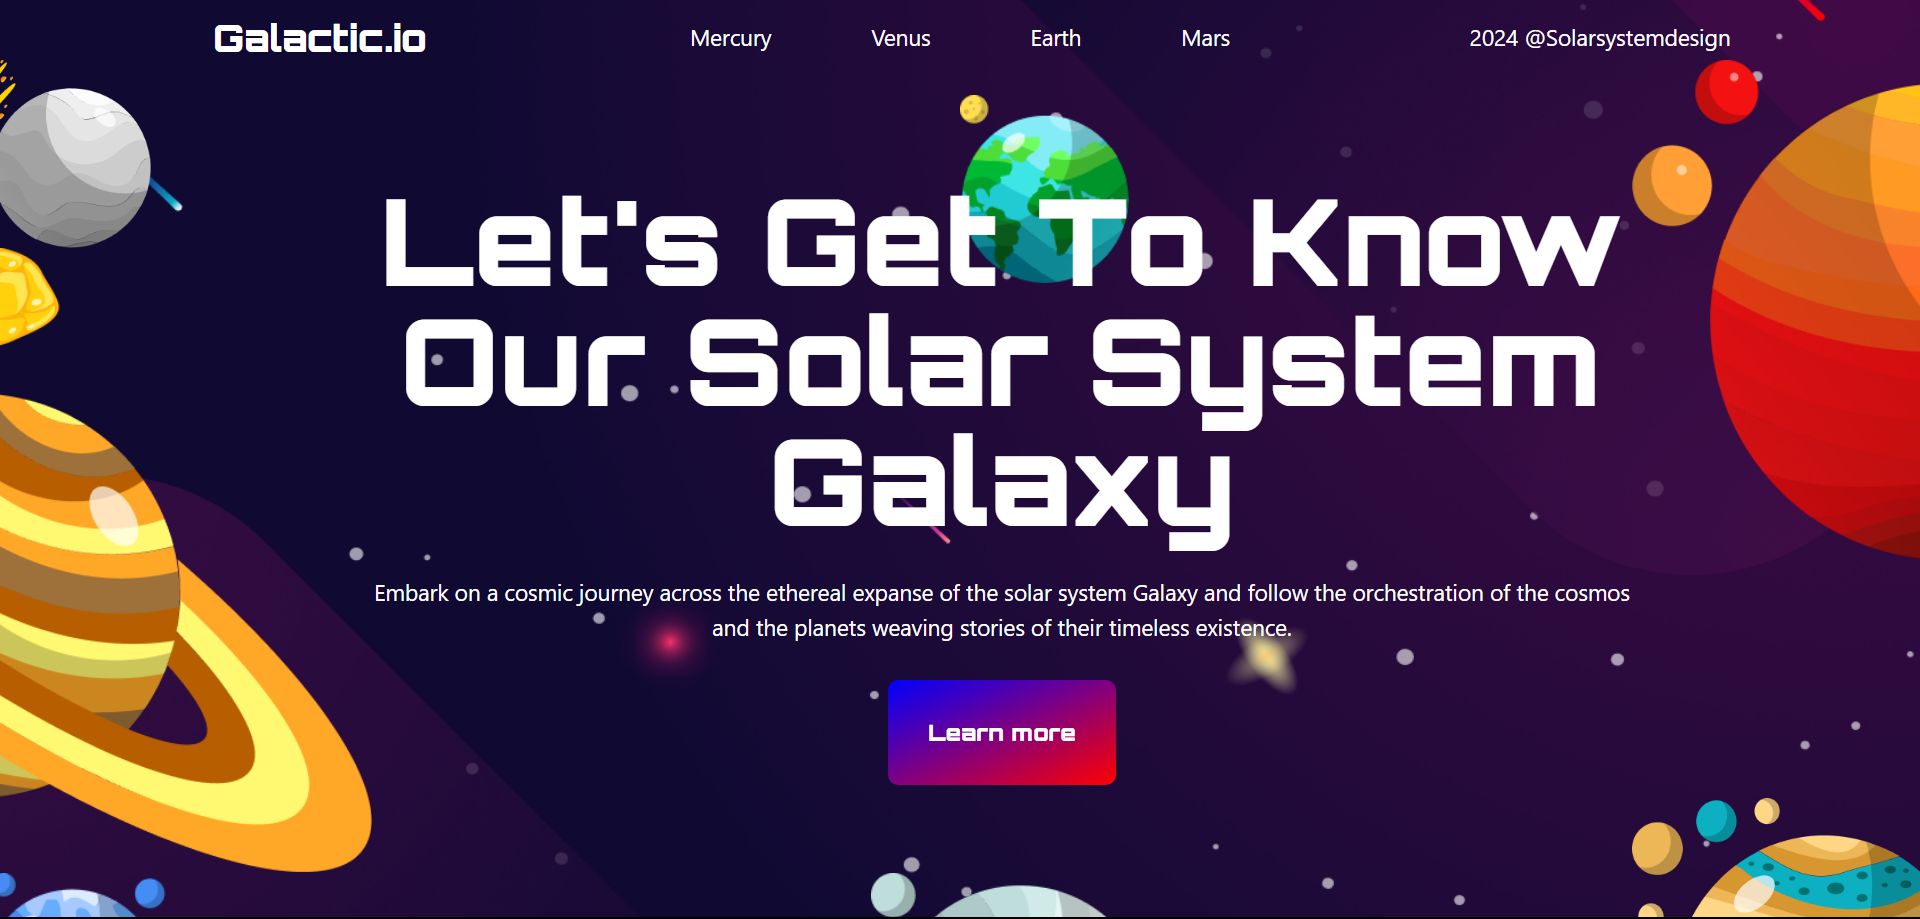 Galactic.io
Mercury
Venus
Earth
Mars
2024 @Solarsystemdesign
Let's Get To Know
Our Solar System
Galaxy
Embark on a cosmic journey across the ethereal expanse of the solar system Galaxy and follow the orchestration of the cosmos
and the planets weaving stories of their timeless existence.
Learn more